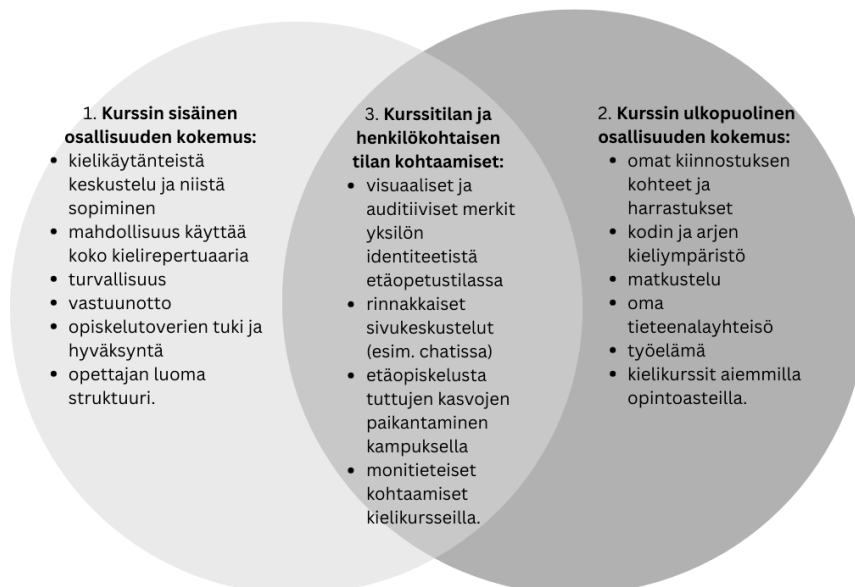 1. Kurssin sisäinen
osallisuuden kokemus:
• kielikäytänteistä
keskustelu ja niistä
sopiminen
• mahdollisuus käyttää
koko kielirepertuaaria
• turvallisuus
• vastuunotto
• opiskelutoverien tuki ja
hyväksyntä
• opettajan luoma
struktuuri.
3. Kurssitilan ja
henkilökohtaisen
tilan kohtaamiset:
• visuaaliset ja
auditiiviset merkit
yksilön
identiteetistä
etäopetustilassa
• rinnakkaiset
sivukeskustelut
(esim. chatissa)
• etäopiskelusta
tuttujen kasvojen
paikantaminen
kampuksella
• monitieteiset
kohtaamiset
kielikursseilla.
2. Kurssin ulkopuolinen
osallisuuden kokemus:
• omat kiinnostuksen
kohteet ja
harrastukset
• kodin ja arjen
kieliympäristö
• matkustelu
• oma
tieteenalayhteisö
• työelämä
• kielikurssit aiemmilla
opintoasteilla.